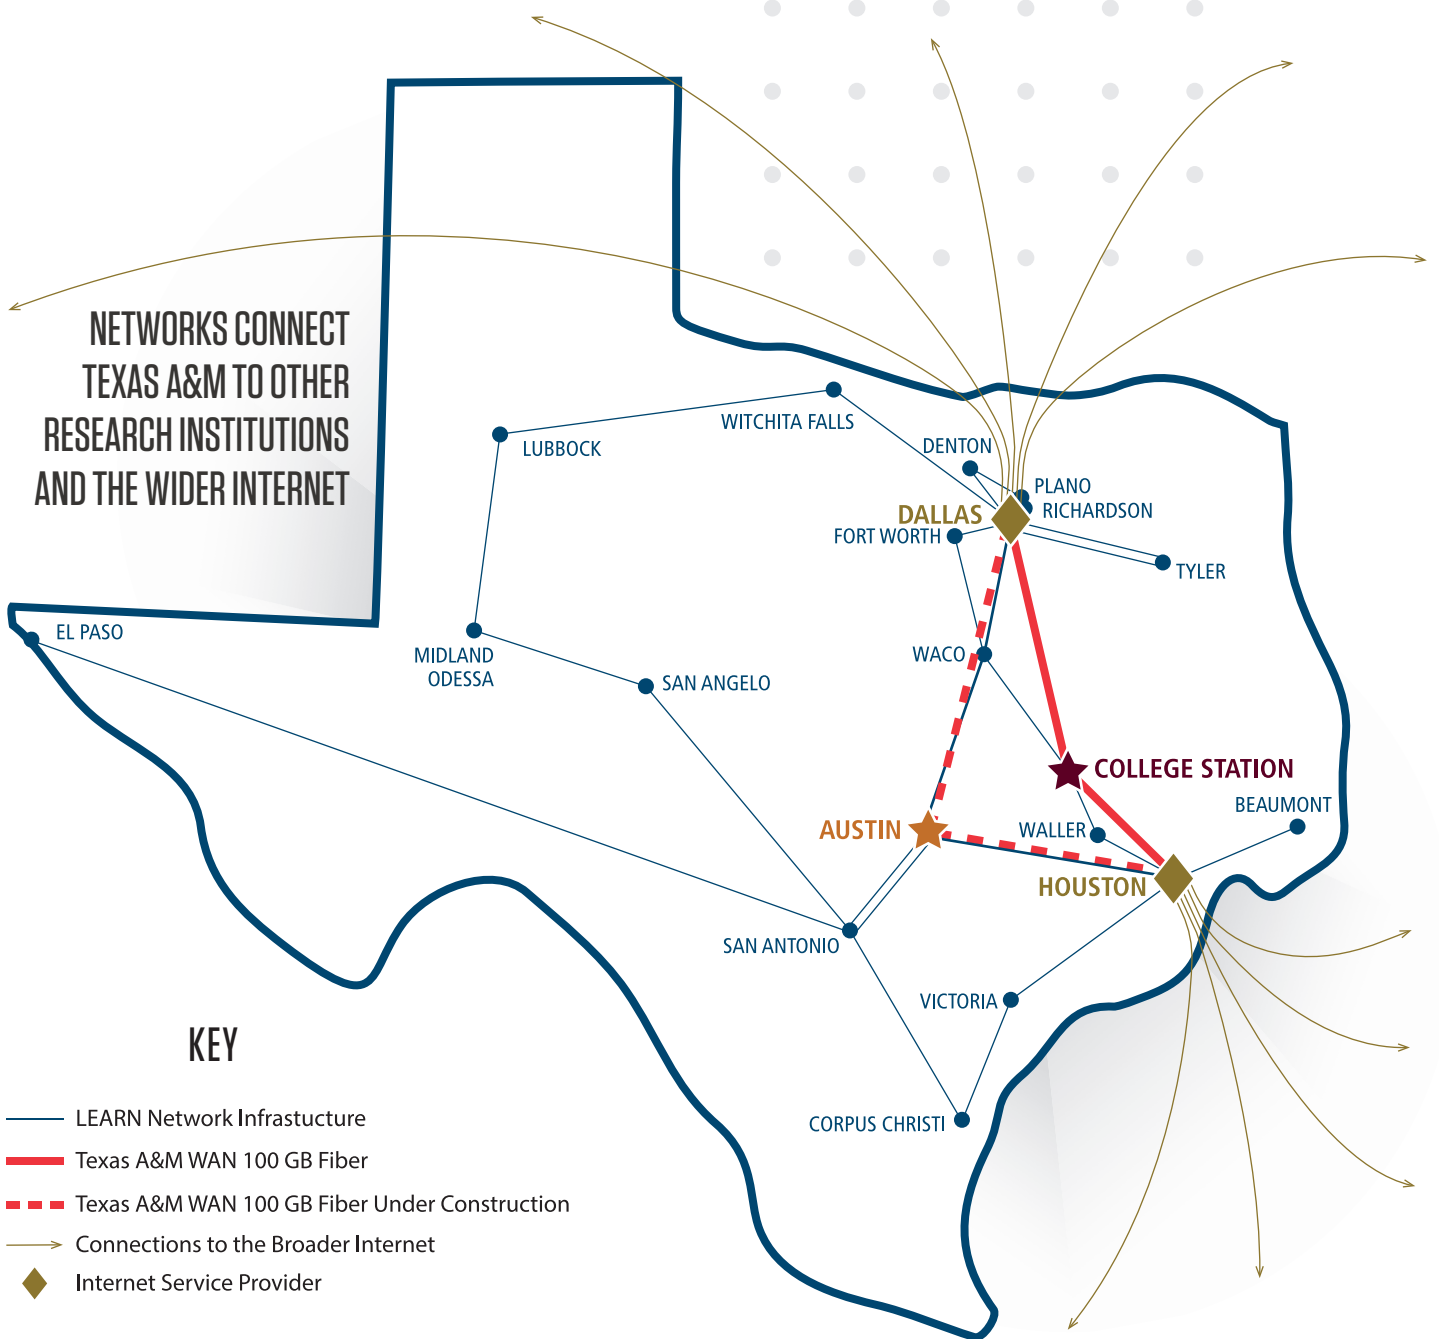 NETWORKS CONNECT
TEXAS A&M TO OTHER
RESEARCH INSTITUTIONS
AND THE WIDER INTERNET
WITCHITA FALLS
LUBBOCK
DENTON
PLANO
RICHARDSON
DALLAS
FORT WORTH
TYLER
EL PASO
MIDLAND
ODESSA
WACO
SAN ANGELO
COLLEGE STATION
BEAUMONT
AUSTIN
WALLER
HOUSTON
SAN ANTONIO
VICTORIA
CORPUS CHRISTI
KEY
LEARN Network Infrastucture
Texas A&M WAN 100 GB Fiber
Texas A&M WAN 100 GB Fiber Under Construction
Connections to the Broader Internet
Internet Service Provider